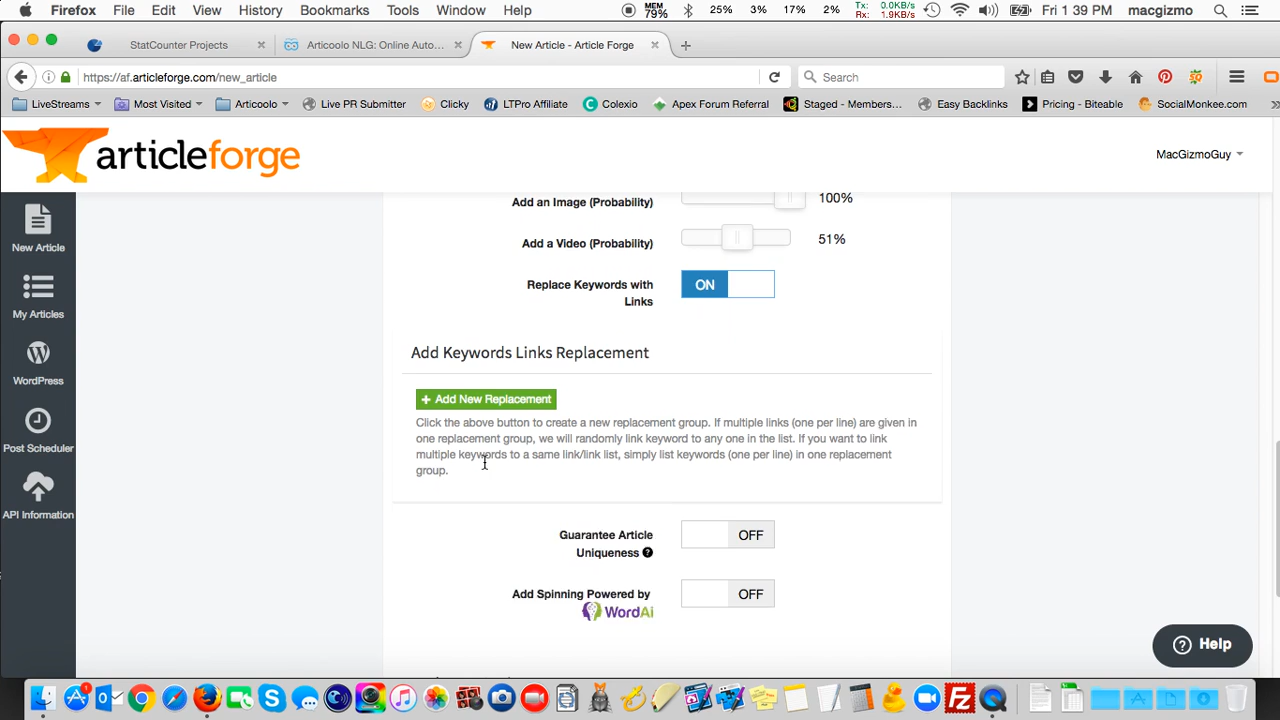 Firefox File Edit View History Bookmarks Tools Window Help MEM 79% 25% 3% 17% 2% Tx: 0.0KB/s Rx: 1.9KB/s Fri 1:39 PM macgizmo
StatCounter Projects × Articoolo NLG: Online Auto... × New Article - Article Forge × +
https://af.articleforge.com/new_article Search
LiveStreams Most Visited Articoolo Live PR Submitter Clicky LTPro Affiliate Colexio Apex Forum Referral Staged - Members... Easy Backlinks Pricing - Biteable SocialMonkee.com
articleforge
MacGizmoGuy
New Article
My Articles
WordPress
Post Scheduler
API Information
Add an Image (Probability) 100%
Add a Video (Probability) 51%
Replace Keywords with
Links
ON
Add Keywords Links Replacement
+ Add New Replacement
Click the above button to create a new replacement group. If multiple links (one per line) are given in
one replacement group, we will randomly link keyword to any one in the list. If you want to link
multiple keywords to a same link/link list, simply list keywords (one per line) in one replacement
group.
Guarantee Article
Uniqueness ?
OFF
Add Spinning Powered by
WordAi
OFF
? Help